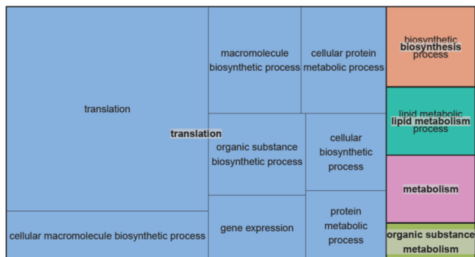 macromolecule
biosynthetic process
cellular protein
metabolic process
biosynthetic
biosynthesis
process
translation
translation
organic substance
biosynthetic process
cellular
biosynthetic
process
lipid metabolic
lipid metabolism
process
metabolism
cellular macromolecule biosynthetic process
gene expression
protein
metabolic
process
organic substance
metabolism